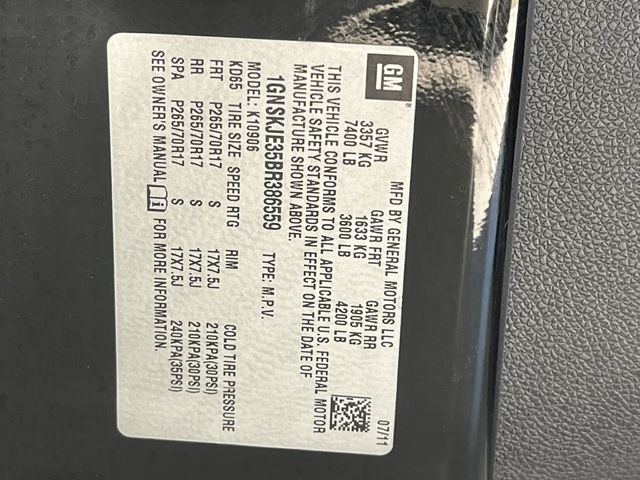 GM
MFD BY GENERAL MOTORS LLC 07/11
GVWR GAWR FRT GAWR RR
3357 KG 1633 KG 1905 KG
7400 LB 3600 LB 4200 LB
THIS VEHICLE CONFORMS TO ALL APPLICABLE U.S. FEDERAL MOTOR
VEHICLE SAFETY STANDARDS IN EFFECT ON THE DATE OF
MANUFACTURE SHOWN ABOVE.
1GNSKJE35BR386559 TYPE: M.P.V.
MODEL: K10906
KD65 TIRE SIZE SPEED RTG RIM COLD TIRE PRESSURE
FRT P265/70R17 S 17X7.5J 210KPA(30PSI)
RR P265/70R17 S 17X7.5J 210KPA(30PSI)
SPA P265/70R17 S 17X7.5J 240KPA(35PSI)
SEE OWNER'S MANUAL FOR MORE INFORMATION.